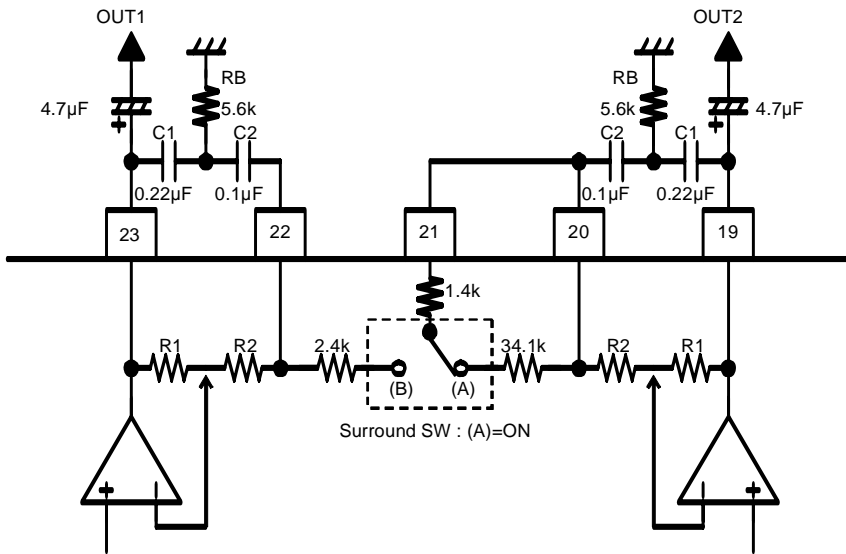 OUT1 OUT2
RB RB
4.7µF 5.6k 5.6k 4.7µF
C1 C2 C2 C1
0.22µF 0.1µF 0.1µF 0.22µF
23 22 21 20 19
1.4k
R1 R2 2.4k 34.1k R2 R1
(B) (A)
Surround SW : (A)=ON